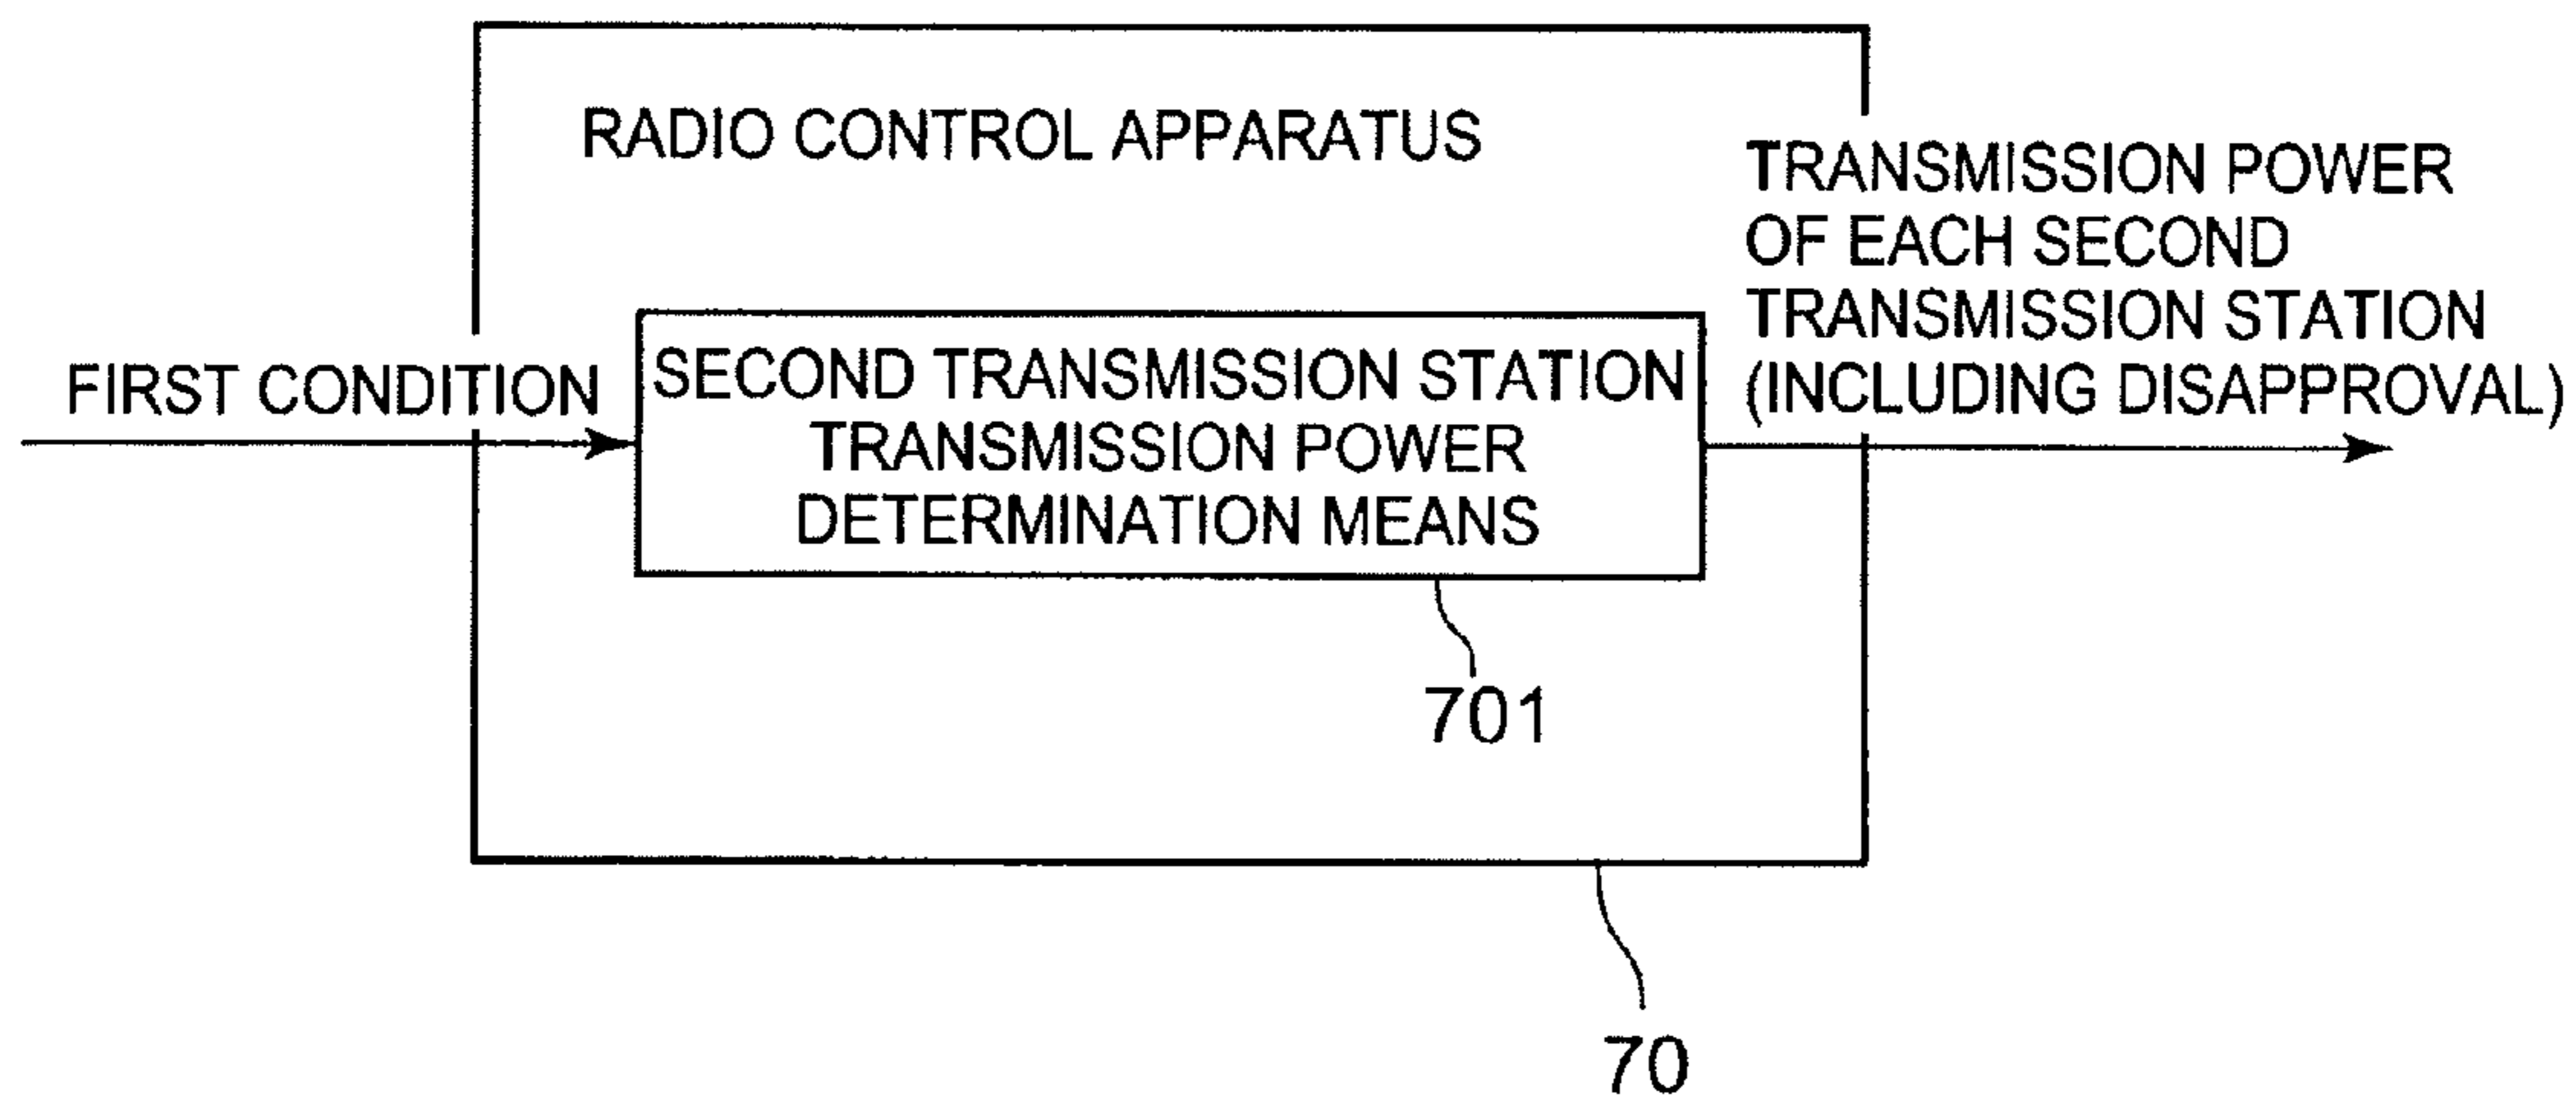 RADIO CONTROL APPARATUS
TRANSMISSION POWER
OF EACH SECOND
TRANSMISSION STATION
(INCLUDING DISAPPROVAL)
FIRST CONDITION
SECOND TRANSMISSION STATION
TRANSMISSION POWER
DETERMINATION MEANS
701
70